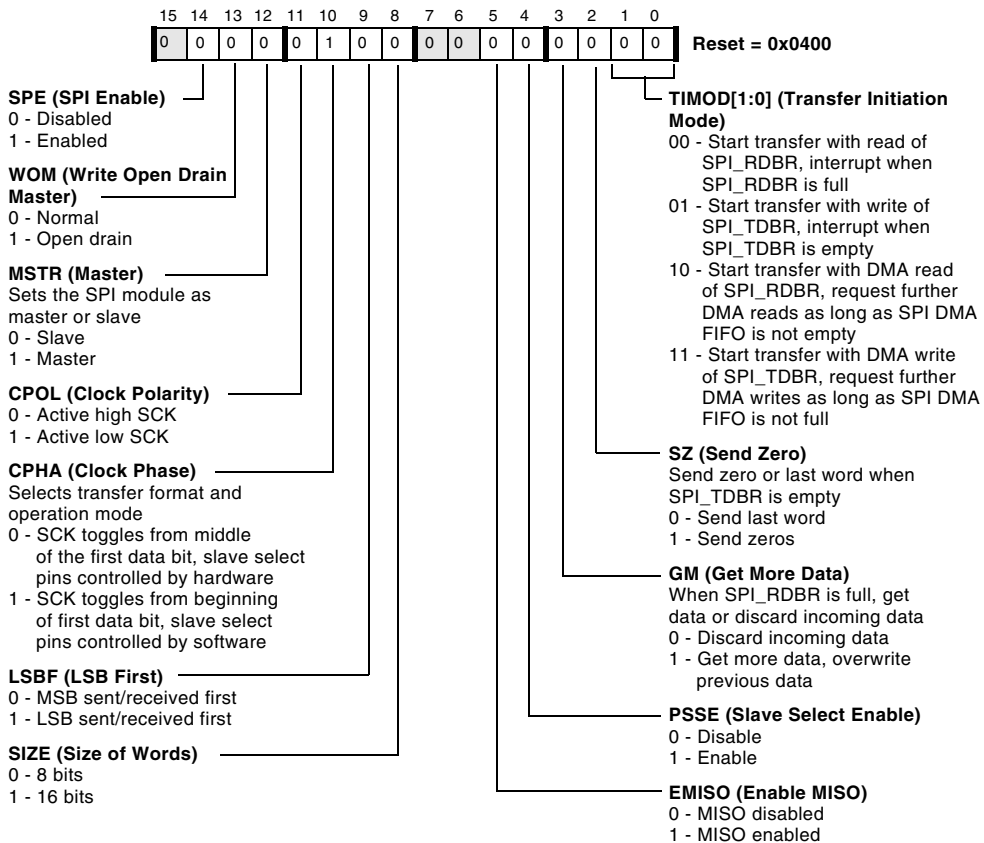 15 14 13 12 11 10 9 8 7 6 5 4 3 2 1 0
0 0 0 0 0 1 0 0 0 0 0 0 0 0 0 0
Reset = 0x0400
SPE (SPI Enable)
0 - Disabled
1 - Enabled
WOM (Write Open Drain
Master)
0 - Normal
1 - Open drain
MSTR (Master)
Sets the SPI module as
master or slave
0 - Slave
1 - Master
CPOL (Clock Polarity)
0 - Active high SCK
1 - Active low SCK
CPHA (Clock Phase)
Selects transfer format and
operation mode
0 - SCK toggles from middle
of the first data bit, slave select
pins controlled by hardware
1 - SCK toggles from beginning
of first data bit, slave select
pins controlled by software
LSBF (LSB First)
0 - MSB sent/received first
1 - LSB sent/received first
SIZE (Size of Words)
0 - 8 bits
1 - 16 bits
TIMOD[1:0] (Transfer Initiation
Mode)
00 - Start transfer with read of
SPI_RDBR, interrupt when
SPI_RDBR is full
01 - Start transfer with write of
SPI_TDBR, interrupt when
SPI_TDBR is empty
10 - Start transfer with DMA read
of SPI_RDBR, request further
DMA reads as long as SPI DMA
FIFO is not empty
11 - Start transfer with DMA write
of SPI_TDBR, request further
DMA writes as long as SPI DMA
FIFO is not full
SZ (Send Zero)
Send zero or last word when
SPI_TDBR is empty
0 - Send last word
1 - Send zeros
GM (Get More Data)
When SPI_RDBR is full, get
data or discard incoming data
0 - Discard incoming data
1 - Get more data, overwrite
previous data
PSSE (Slave Select Enable)
0 - Disable
1 - Enable
EMISO (Enable MISO)
0 - MISO disabled
1 - MISO enabled